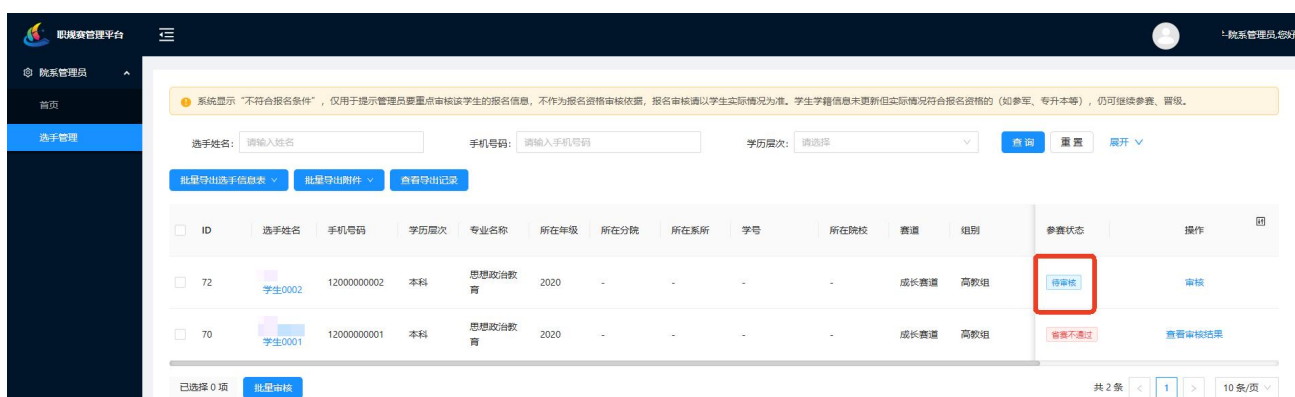 职规赛管理平台
院系管理员,您好
院系管理员
首页
选手管理
系统显示“不符合报名条件”，仅用于提示管理员要重点审核该学生的报名信息，不作为报名资格审核依据，报名审核请以学生实际情况为准。学生学籍信息未更新但实际情况符合报名资格的（如参军、专升本等），仍可继续参赛、晋级。
选手姓名: 请输入姓名 手机号码: 请输入手机号码 学历层次: 请选择 查询 重置 展开
批量导出选手信息表 批量导出附件 查看导出记录
ID 选手姓名 手机号码 学历层次 专业名称 所在年级 所在分院 所在系所 学号 所在院校 赛道 组别 参赛状态 操作
72 学生0002 12000000002 本科 思想政治教育 2020 - - - - 成长赛道 高教组 待审核 审核
70 学生0001 12000000001 本科 思想政治教育 2020 - - - - 成长赛道 高教组 省赛不通过 查看审核结果
已选择 0 项 批量审核 共 2 条 < 1 > 10 条/页